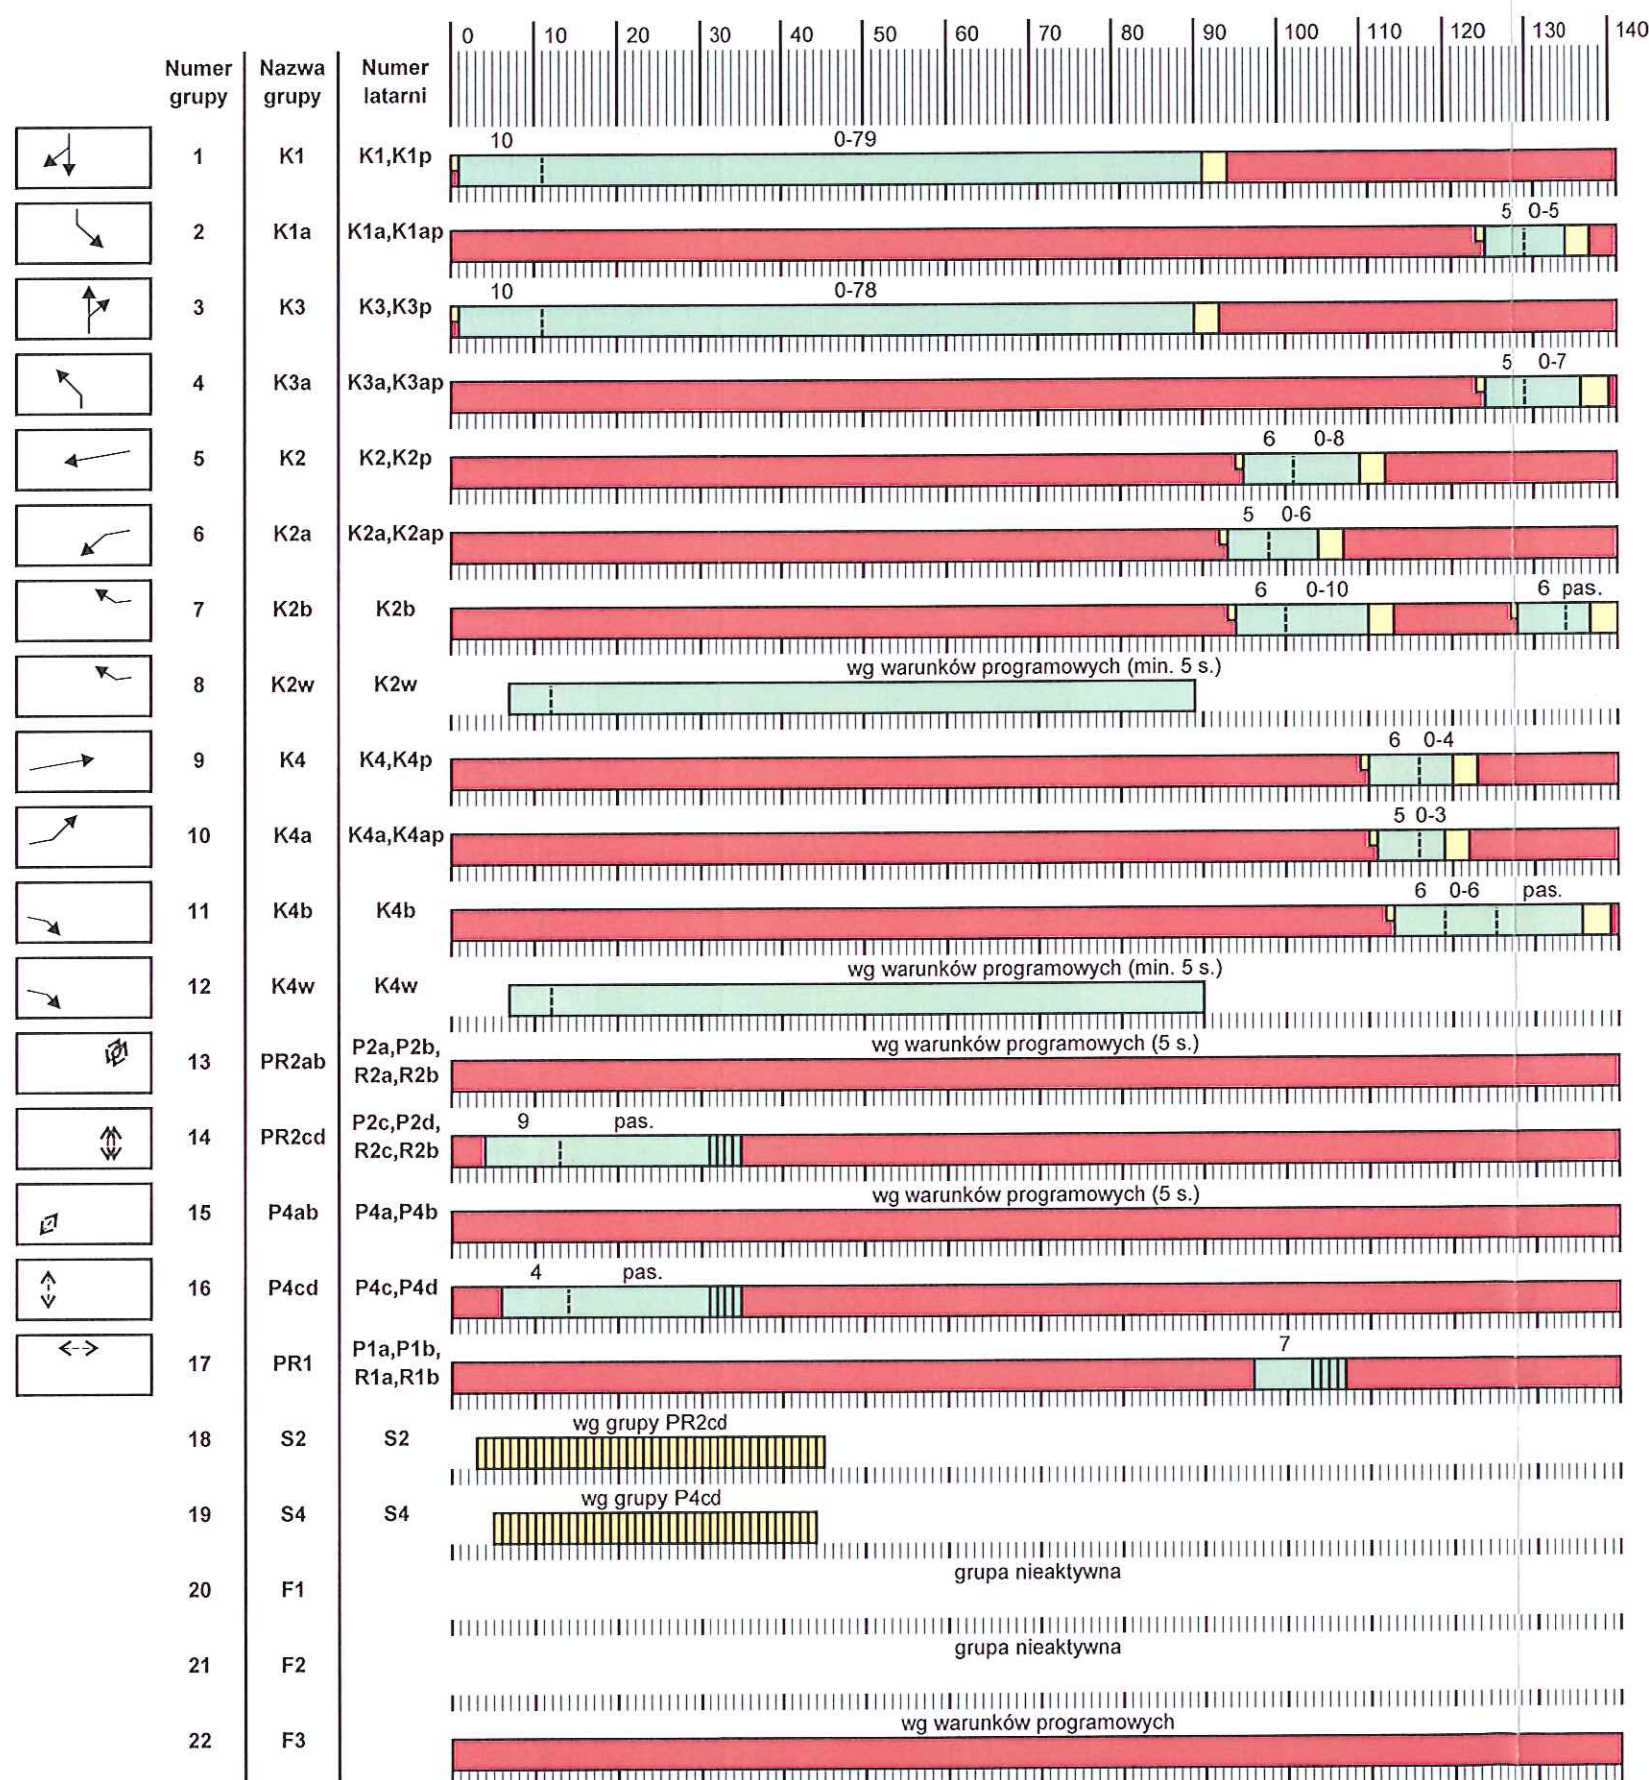 0 10 20 30 40 50 60 70 80 90 100 110 120 130 140
Numer grupy Nazwa grupy Numer latarni
10 0-79
1 K1 K1,K1p
5 0-5
2 K1a K1a,K1ap
10 0-78
3 K3 K3,K3p
5 0-7
4 K3a K3a,K3ap
6 0-8
5 K2 K2,K2p
5 0-6
6 K2a K2a,K2ap
6 0-10 6 pas.
7 K2b K2b
wg warunków programowych (min. 5 s.)
8 K2w K2w
6 0-4
9 K4 K4,K4p
5 0-3
10 K4a K4a,K4ap
6 0-6 pas.
11 K4b K4b
wg warunków programowych (min. 5 s.)
12 K4w K4w
wg warunków programowych (5 s.)
13 PR2ab P2a,P2b,
R2a,R2b
9 pas.
14 PR2cd P2c,P2d,
R2c,R2b
wg warunków programowych (5 s.)
15 P4ab P4a,P4b
4 pas.
16 P4cd P4c,P4d
7
17 PR1 P1a,P1b,
R1a,R1b
wg grupy PR2cd
18 S2 S2
wg grupy P4cd
19 S4 S4
grupa nieaktywna
20 F1
grupa nieaktywna
21 F2
wg warunków programowych
22 F3